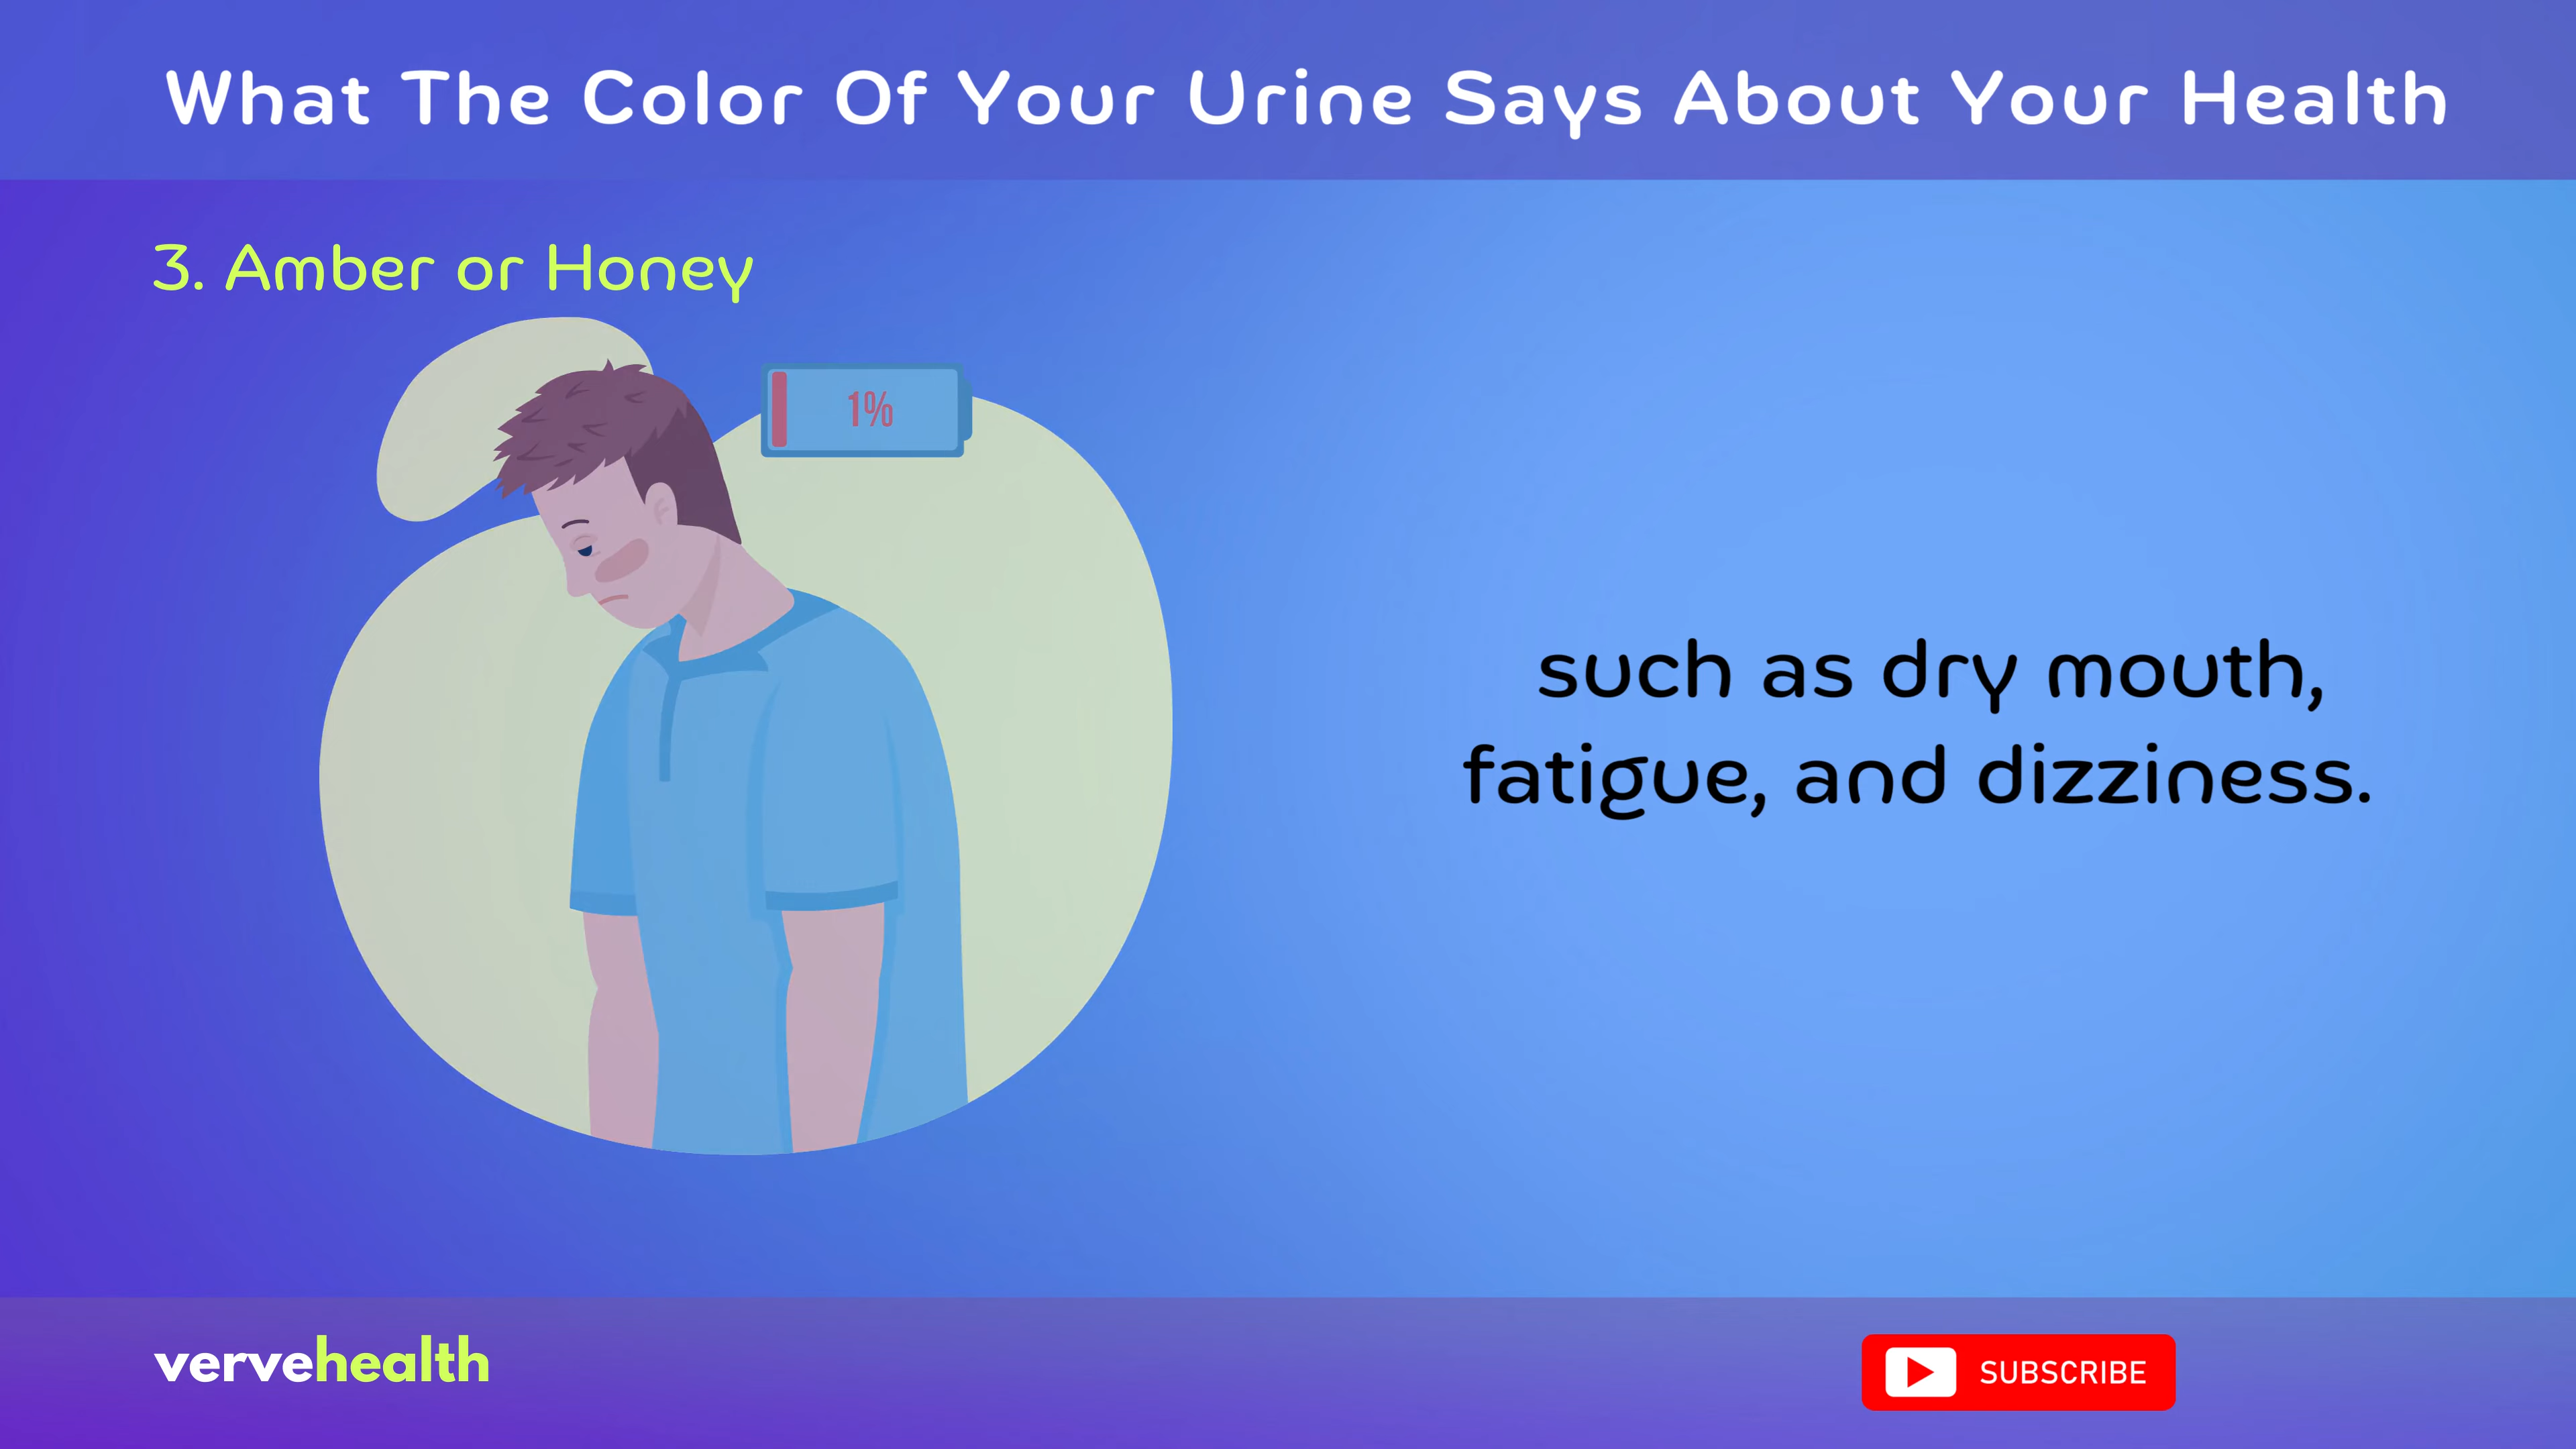 What The Color Of Your Urine Says About Your Health
3. Amber or Honey
1%
such as dry mouth,
fatigue, and dizziness.
vervehealth
SUBSCRIBE